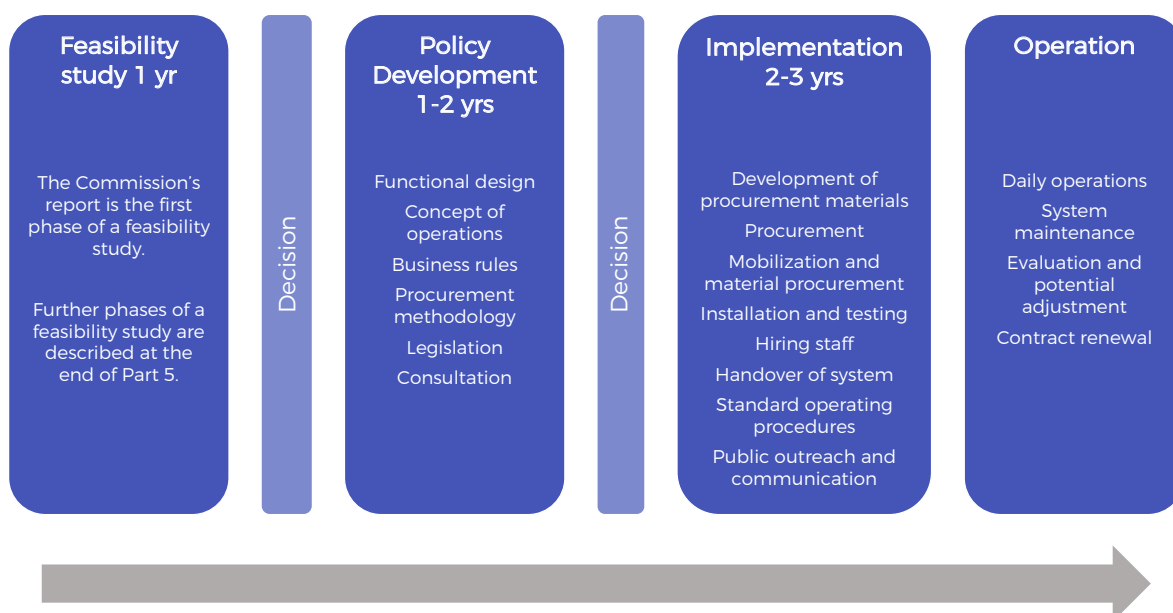 Feasibility
study 1 yr
The Commission's
report is the first
phase of a feasibility
study.
Further phases of a
feasibility study are
described at the
end of Part 5.
Decision
Policy
Development
1-2 yrs
Functional design
Concept of
operations
Business rules
Procurement
methodology
Legislation
Consultation
Decision
Implementation
2-3 yrs
Development of
procurement materials
Procurement
Mobilization and
material procurement
Installation and testing
Hiring staff
Handover of system
Standard operating
procedures
Public outreach and
communication
Operation
Daily operations
System
maintenance
Evaluation and
potential
adjustment
Contract renewal